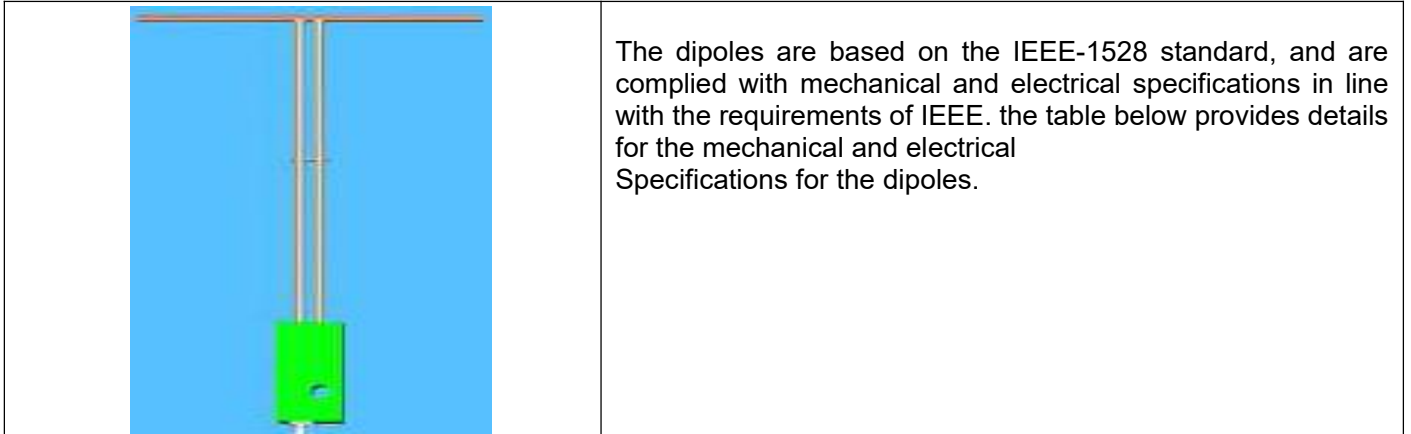 The dipoles are based on the IEEE-1528 standard, and are
complied with mechanical and electrical specifications in line
with the requirements of IEEE. the table below provides details
for the mechanical and electrical
Specifications for the dipoles.